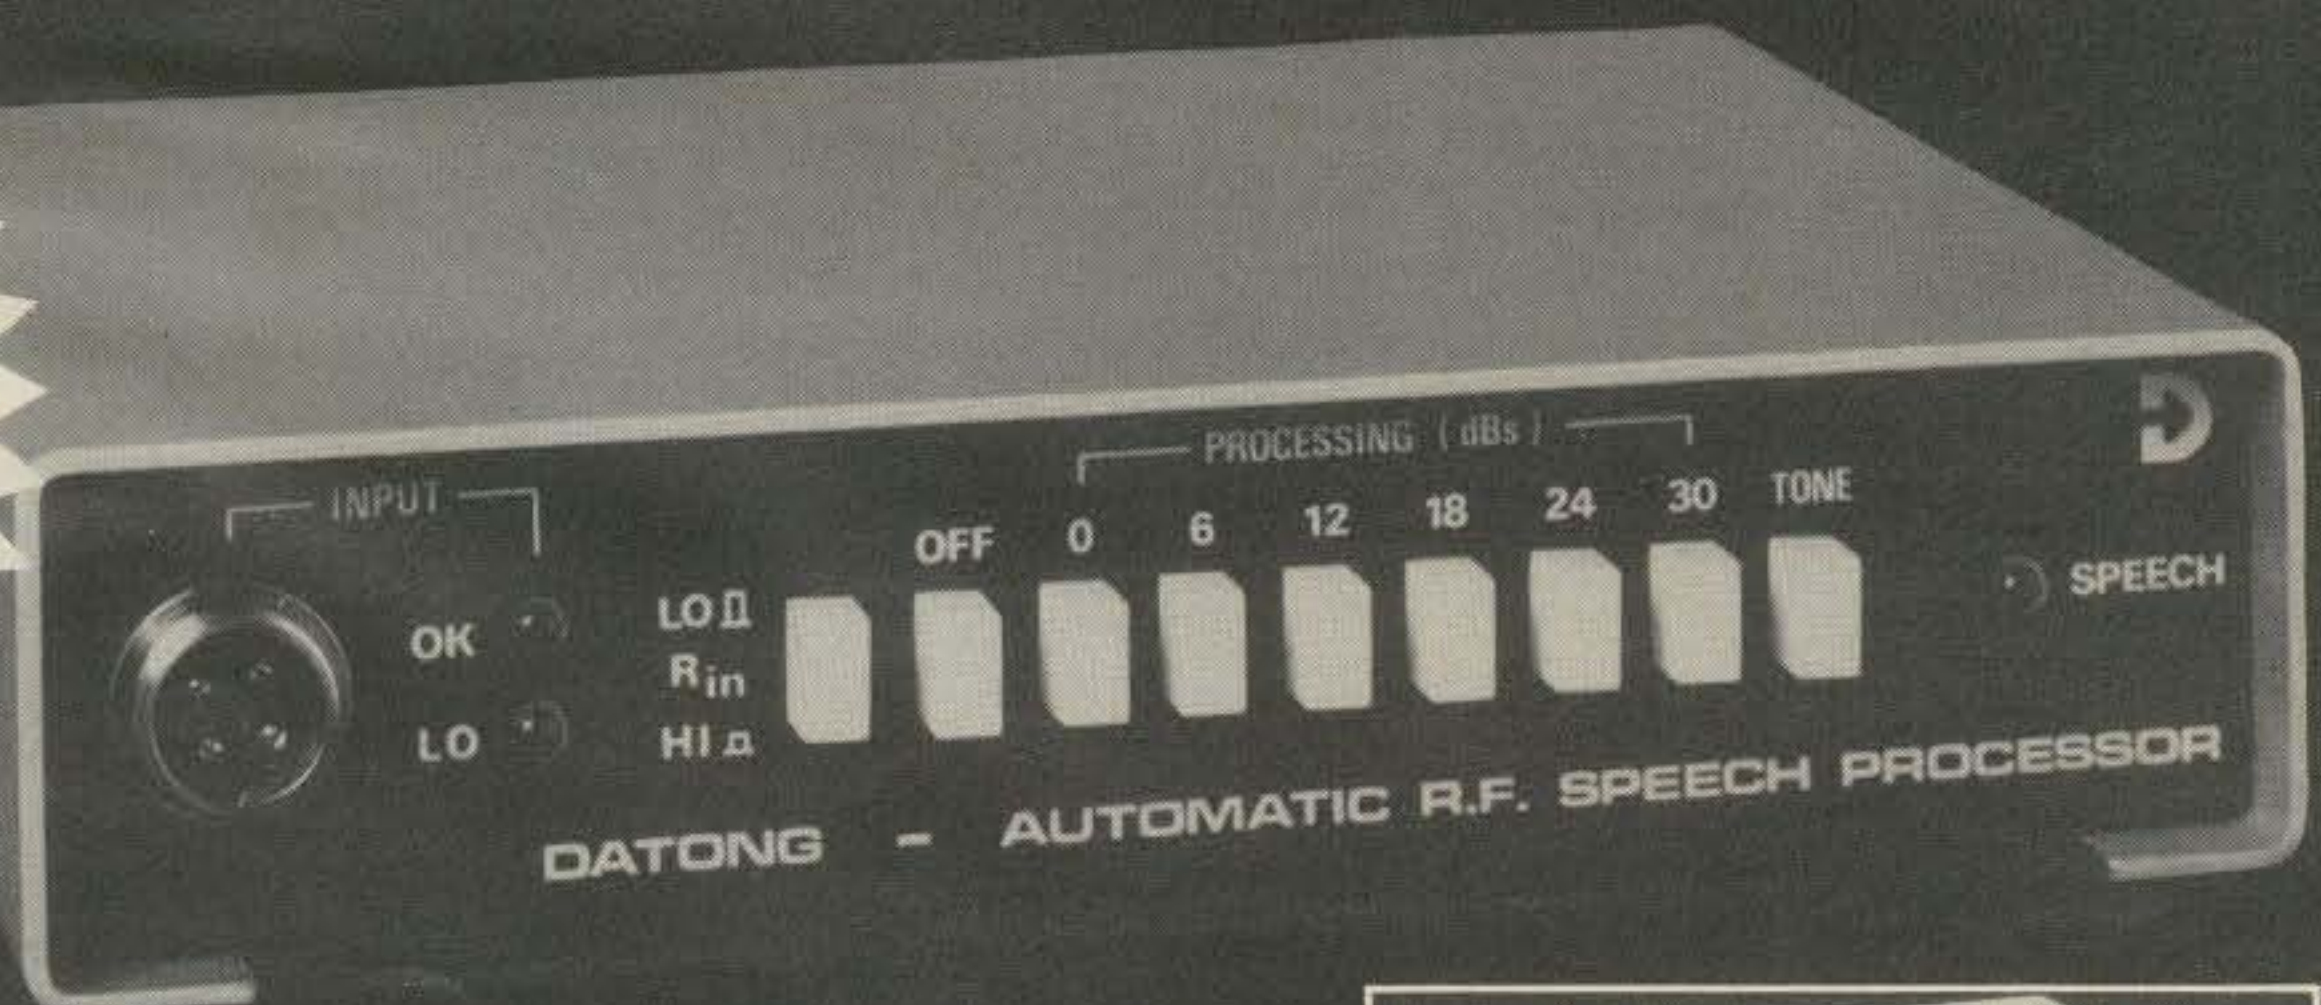 PROCESSING (dBs)
INPUT
OFF 0 6 12 18 24 30 TONE
OK
LO
LO
Rin
HI
SPEECH
DATONG - AUTOMATIC R.F. SPEECH PROCESSOR